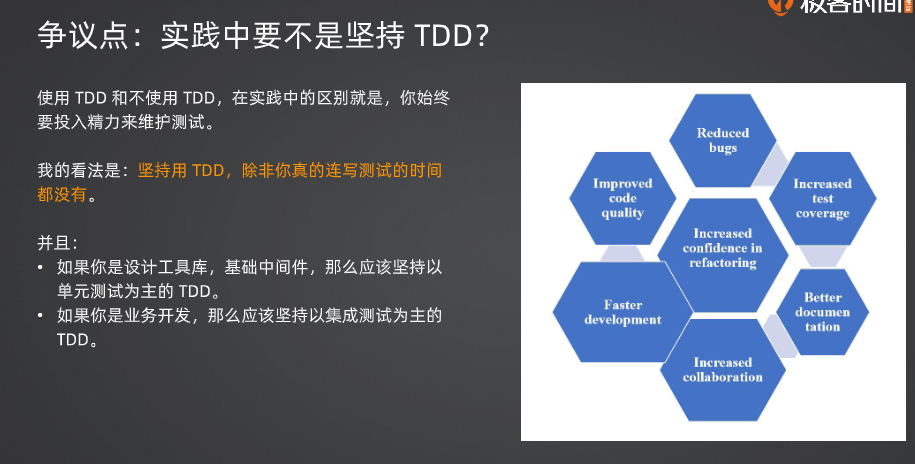 极客时间
争议点：实践中要不是坚持 TDD？
使用 TDD 和不使用 TDD，在实践中的区别就是，你始终
要投入精力来维护测试。
我的看法是：坚持用 TDD，除非你真的连写测试的时间
都没有。
并且：
• 如果你是设计工具库，基础中间件，那么应该坚持以
单元测试为主的 TDD。
• 如果你是业务开发，那么应该坚持以集成测试为主的
TDD。
Reduced
bugs
Improved
code
quality
Increased
test
coverage
Increased
confidence in
refactoring
Faster
development
Better
documen
tation
Increased
collaboration